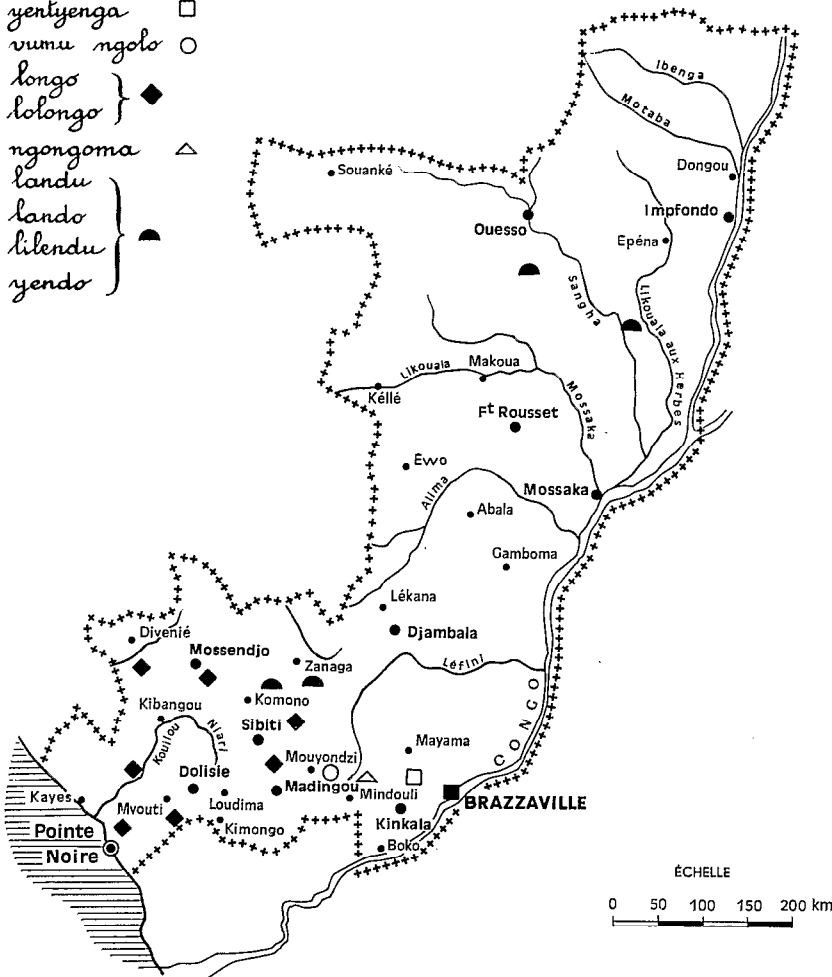 yentyenga
vumu ngolo
longo
lolongo
ngongoma
landu
lando
lilendu
yendo
Ibenga
Motaba
Dongou
Souanké
Impfondo
Ouesso
Epéna
Sangha
Likouala aux Herbes
Likouala
Makoua
Kéllé
Mossaka
Ft Rousset
Évvo
Alima
Mossaka
Abala
Gamboma
Lékana
Djambala
Divenié
Mossendjo
Zanaga
Léfini
Komono
Kibangou
CONGO
Niari
Kouilou
Sibiti
Mayama
Mouyondzi
Dolisie
Madingou
Mindouli
BRAZZAVILLE
Kayes
Mvouti
Loudima
Kinkala
Kimongo
Pointe
Noire
Boko
ÉCHELLE
0 50 100 150 200 km